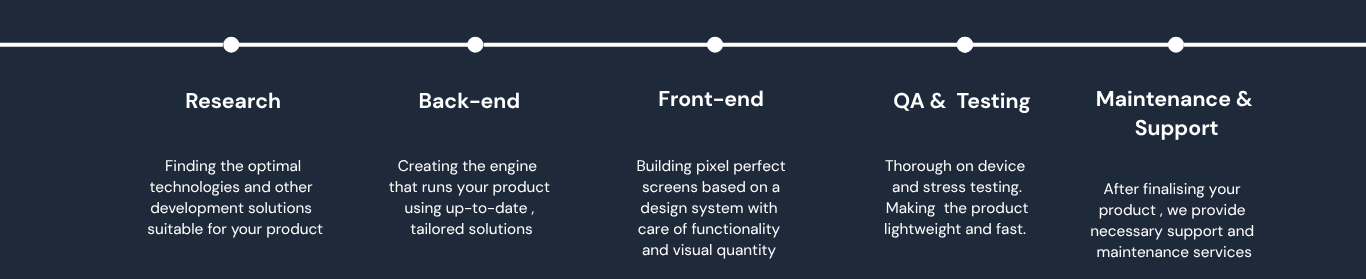 Research
Finding the optimal
technologies and other
development solutions
suitable for your product
Back-end
Creating the engine
that runs your product
using up-to-date ,
tailored solutions
Front-end
Building pixel perfect
screens based on a
design system with
care of functionality
and visual quantity
QA &  Testing
Thorough on device
and stress testing.
Making  the product
lightweight and fast.
Maintenance &
Support
After finalising your
product , we provide
necessary support and
maintenance services